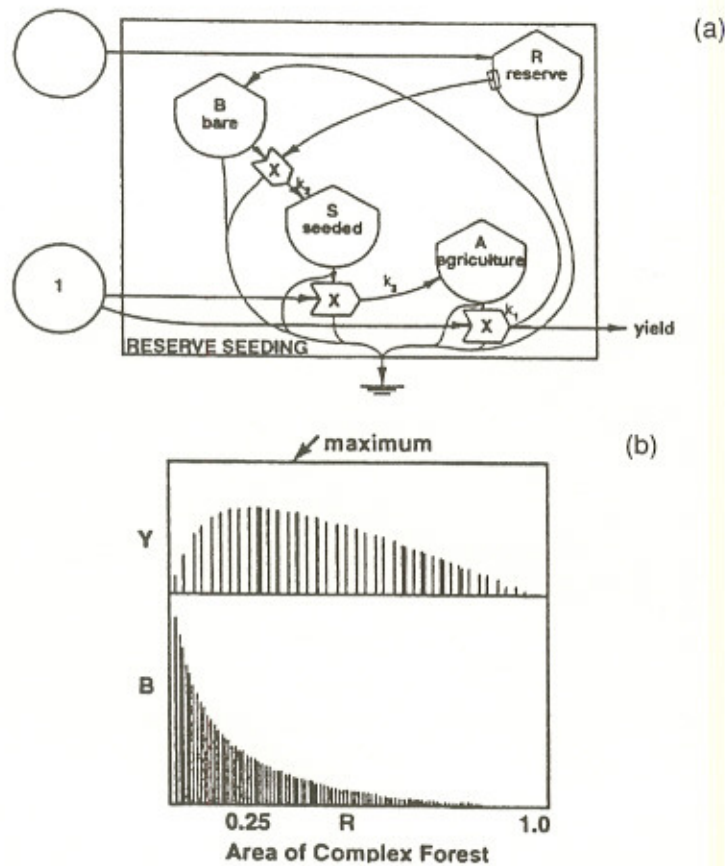 (a)
R
reserve
B
bare
X
k₂
S
seeded
A
agriculture
k₃
1
X
k₁
X
yield
RESERVE SEEDING
(b)
maximum
Y
B
0.25 R 1.0
Area of Complex Forest